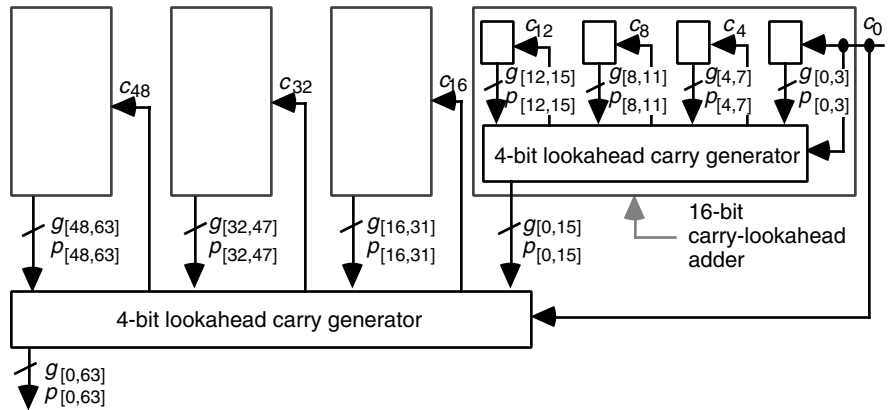 c12 c8 c4 c0
g[12,15] g[8,11] g[4,7] g[0,3]
p[12,15] p[8,11] p[4,7] p[0,3]
c48 c32 c16
4-bit lookahead carry generator
g[48,63] g[32,47] g[16,31] g[0,15]
p[48,63] p[32,47] p[16,31] p[0,15]
16-bit
carry-lookahead
adder
4-bit lookahead carry generator
g[0,63]
p[0,63]